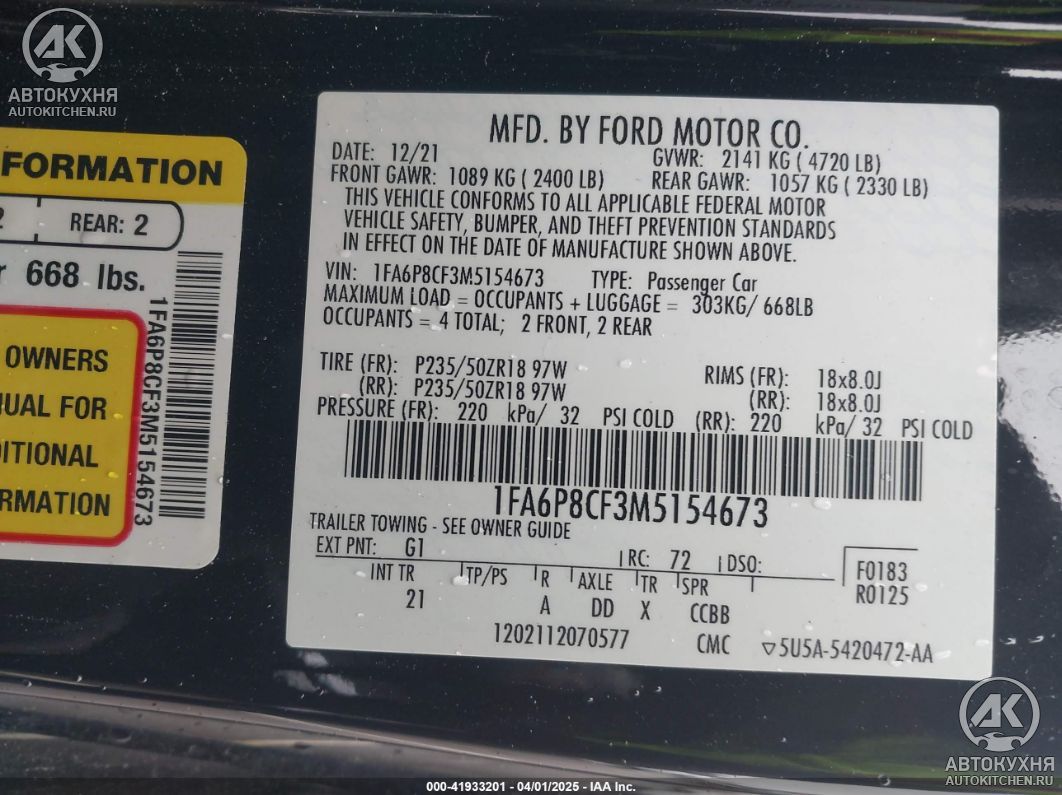 AK
АВТОКУХНЯ
AUTOKITCHEN.RU
FORMATION
2 REAR: 2
r 668 lbs.
OWNERS
UAL FOR
DITIONAL
RMATION
1FA6P8CF3M5154673
MFD. BY FORD MOTOR CO.
DATE: 12/21 GVWR: 2141 KG ( 4720 LB)
FRONT GAWR: 1089 KG ( 2400 LB) REAR GAWR: 1057 KG ( 2330 LB)
THIS VEHICLE CONFORMS TO ALL APPLICABLE FEDERAL MOTOR
VEHICLE SAFETY, BUMPER, AND THEFT PREVENTION STANDARDS
IN EFFECT ON THE DATE OF MANUFACTURE SHOWN ABOVE.
VIN: 1FA6P8CF3M5154673 TYPE: Passenger Car
MAXIMUM LOAD = OCCUPANTS + LUGGAGE = 303KG/ 668LB
OCCUPANTS = 4 TOTAL; 2 FRONT, 2 REAR
TIRE (FR): P235/50ZR18 97W RIMS (FR): 18x8.0J
(RR): P235/50ZR18 97W (RR): 18x8.0J
PRESSURE (FR): 220 kPa/ 32 PSI COLD (RR): 220 kPa/ 32 PSI COLD
1FA6P8CF3M5154673
TRAILER TOWING - SEE OWNER GUIDE
EXT PNT: G1 RC: 72 DSO: F0183
INT TR TP/PS R AXLE TR SPR R0125
21 A DD X CCBB
1202112070577 CMC ▽5U5A-5420472-AA
AK
АВТОКУХНЯ
AUTOKITCHEN.RU
000-41933201 - 04/01/2025 - IAA Inc.